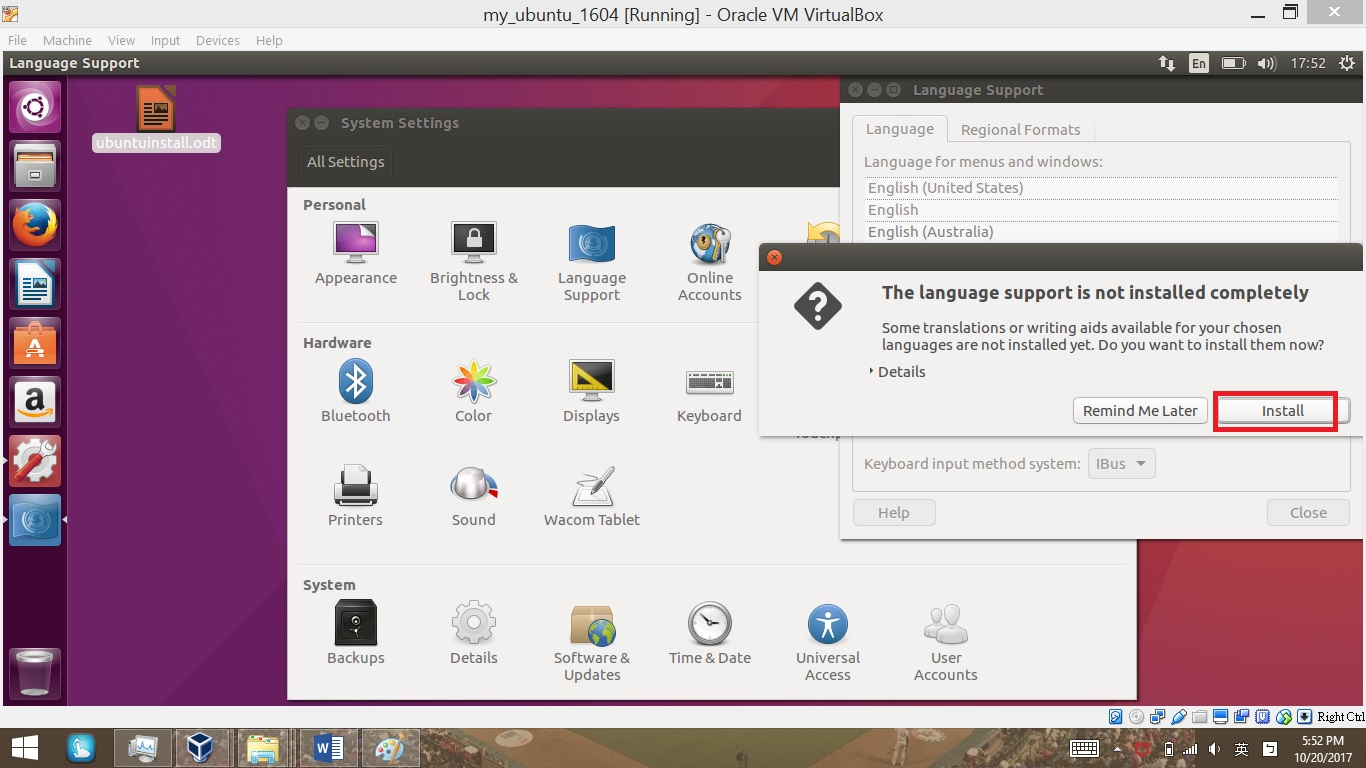 my_ubuntu_1604 [Running] - Oracle VM VirtualBox
File Machine View Input Devices Help
Language Support
En
17:52
ubuntuinstall.odt
System Settings
All Settings
Personal
Appearance
Brightness & Lock
Language Support
Online Accounts
Hardware
Bluetooth
Color
Displays
Keyboard
Printers
Sound
Wacom Tablet
System
Backups
Details
Software & Updates
Time & Date
Universal Access
User Accounts
Language Support
Language
Regional Formats
Language for menus and windows:
English (United States)
English
English (Australia)
The language support is not installed completely
Some translations or writing aids available for your chosen
languages are not installed yet. Do you want to install them now?
Details
Remind Me Later
Install
Keyboard input method system: IBus
Help
Close
Right Ctrl
英
5:52 PM
10/20/2017